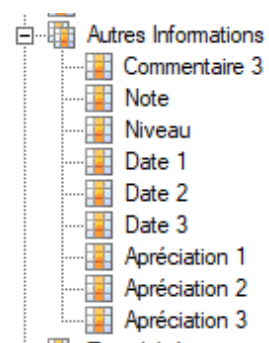 Autres Informations
Commentaire 3
Note
Niveau
Date 1
Date 2
Date 3
Apréciation 1
Apréciation 2
Apréciation 3